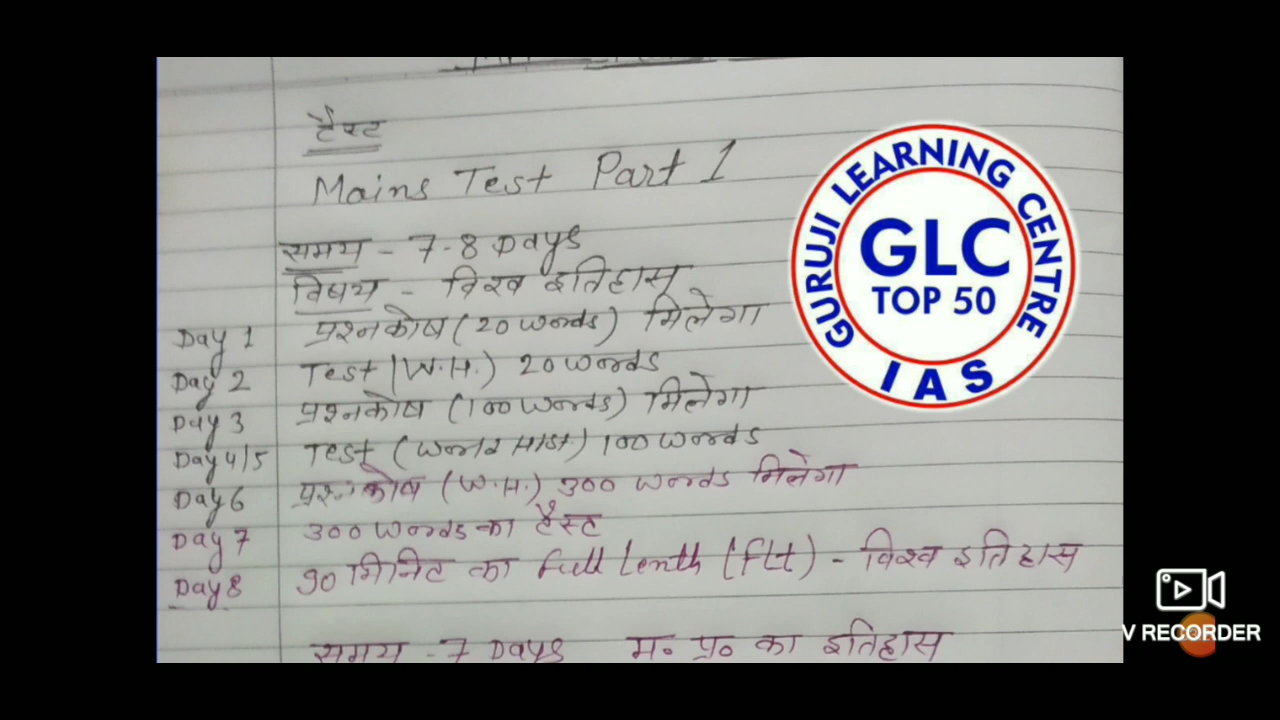 टैस्ट
Mains Test Part 1
समय - 7-8 Days
विषय - विश्व इतिहास
Day 1 प्रश्नकोष (20 words) मिलेगा
Day 2 Test (W.H.) 20 words
Day 3 प्रश्नकोष (100 words) मिलेगा
Day 4/5 Test (World Hist.) 100 words
Day 6 प्रश्नकोष (W.H.) 300 words मिलेगा
Day 7 300 words का टैस्ट
Day 8 90 मिनिट का full lenth (flt) - विश्व इतिहास
समय - 7 Days म॰ प्र॰ का इतिहास
GURUJI LEARNING CENTRE
GLC
TOP 50
IAS
V RECORDER